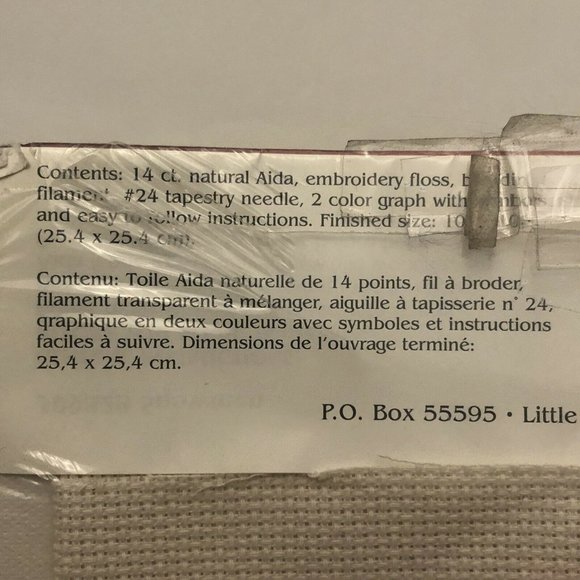 Contents: 14 ct. natural Aida, embroidery floss,
filament, #24 tapestry needle, 2 color graph with
and easy to follow instructions. Finished size: 10
(25.4 x 25.4 cm).
Contenu: Toile Aida naturelle de 14 points, fil à broder,
filament transparent à mélanger, aiguille à tapisserie n° 24,
graphique en deux couleurs avec symboles et instructions
faciles à suivre. Dimensions de l'ouvrage terminé:
25,4 x 25,4 cm.
P.O. Box 55595 • Little